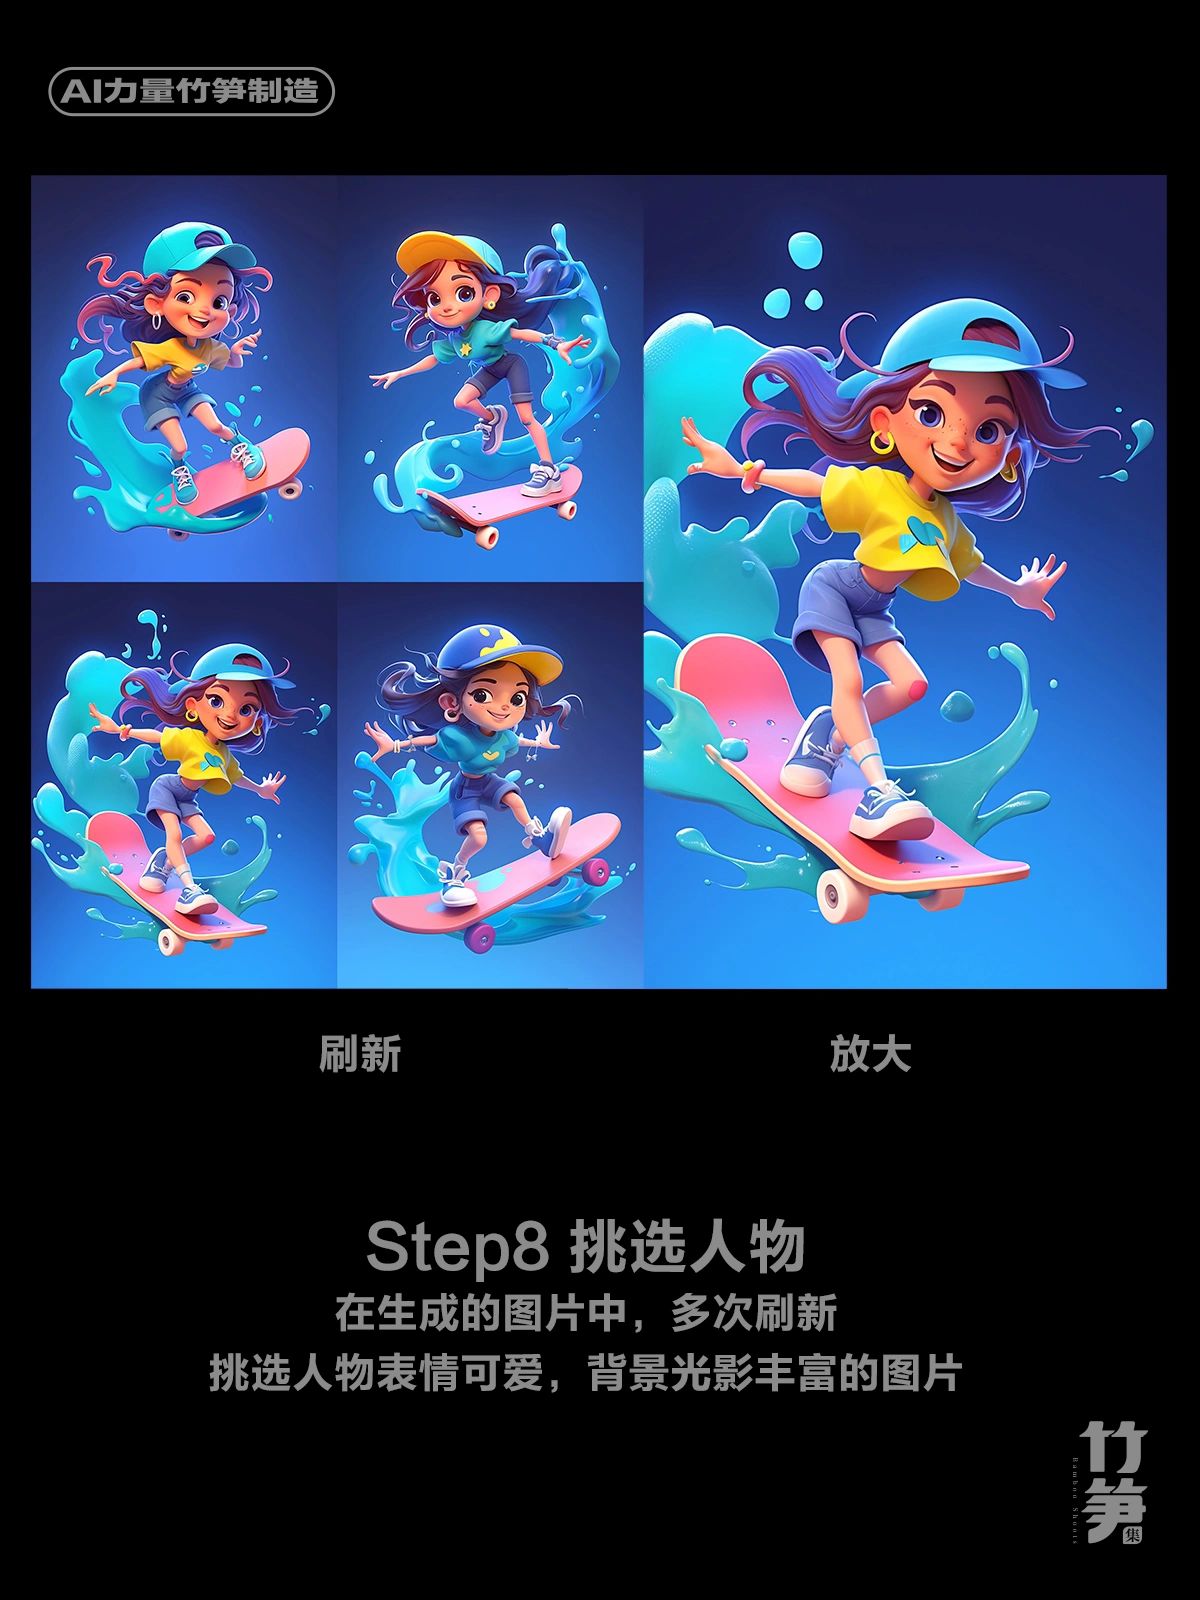 AI力量竹笋制造
刷新
放大
Step8 挑选人物
在生成的图片中，多次刷新
挑选人物表情可爱，背景光影丰富的图片
竹笋
Bamboo Shoots
集